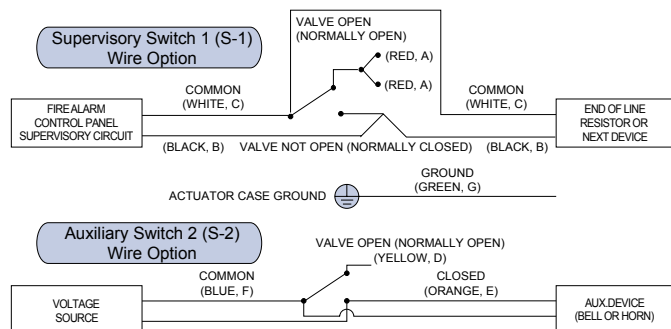 VALVE OPEN
(NORMALLY OPEN)
Supervisory Switch 1 (S-1)
Wire Option
(RED, A)
(RED, A)
COMMON
(WHITE, C)
COMMON
(WHITE, C)
FIRE ALARM
CONTROL PANEL
SUPERVISORY CIRCUIT
END OF LINE
RESISTOR OR
NEXT DEVICE
(BLACK, B)
VALVE NOT OPEN (NORMALLY CLOSED)
(BLACK, B)
GROUND
(GREEN, G)
ACTUATOR CASE GROUND
Auxiliary Switch 2 (S-2)
Wire Option
VALVE OPEN (NORMALLY OPEN)
(YELLOW, D)
COMMON
(BLUE, F)
CLOSED
(ORANGE, E)
VOLTAGE
SOURCE
AUX.DEVICE
(BELL OR HORN)